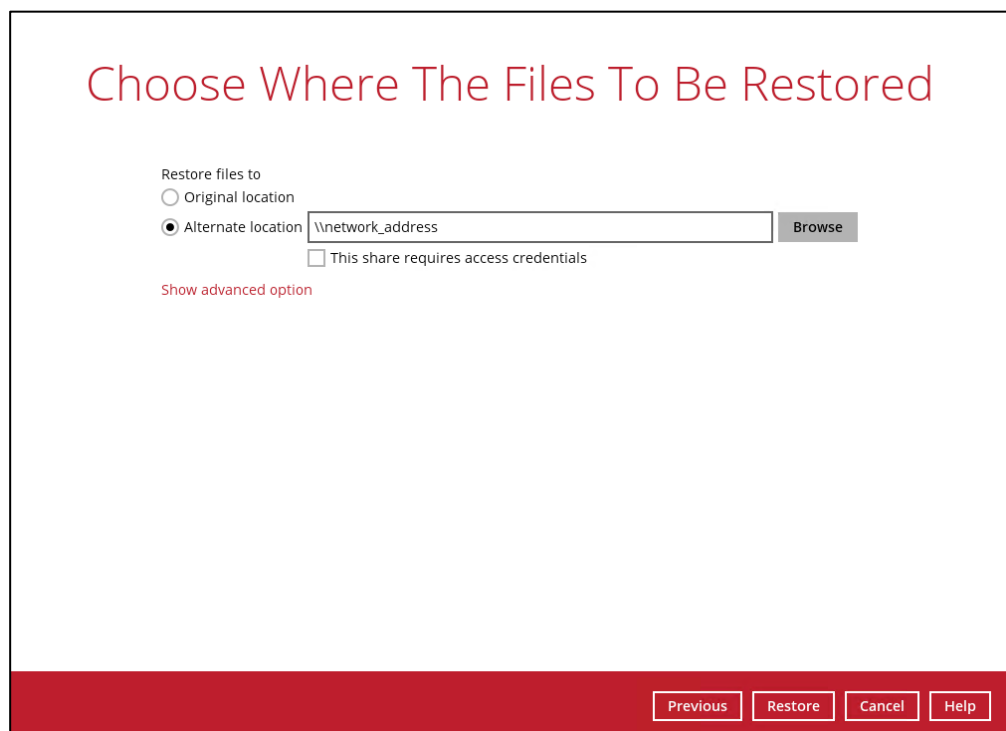 Choose Where The Files To Be Restored
Restore files to
Original location
Alternate location \\network_address Browse
This share requires access credentials
Show advanced option
Previous Restore Cancel Help